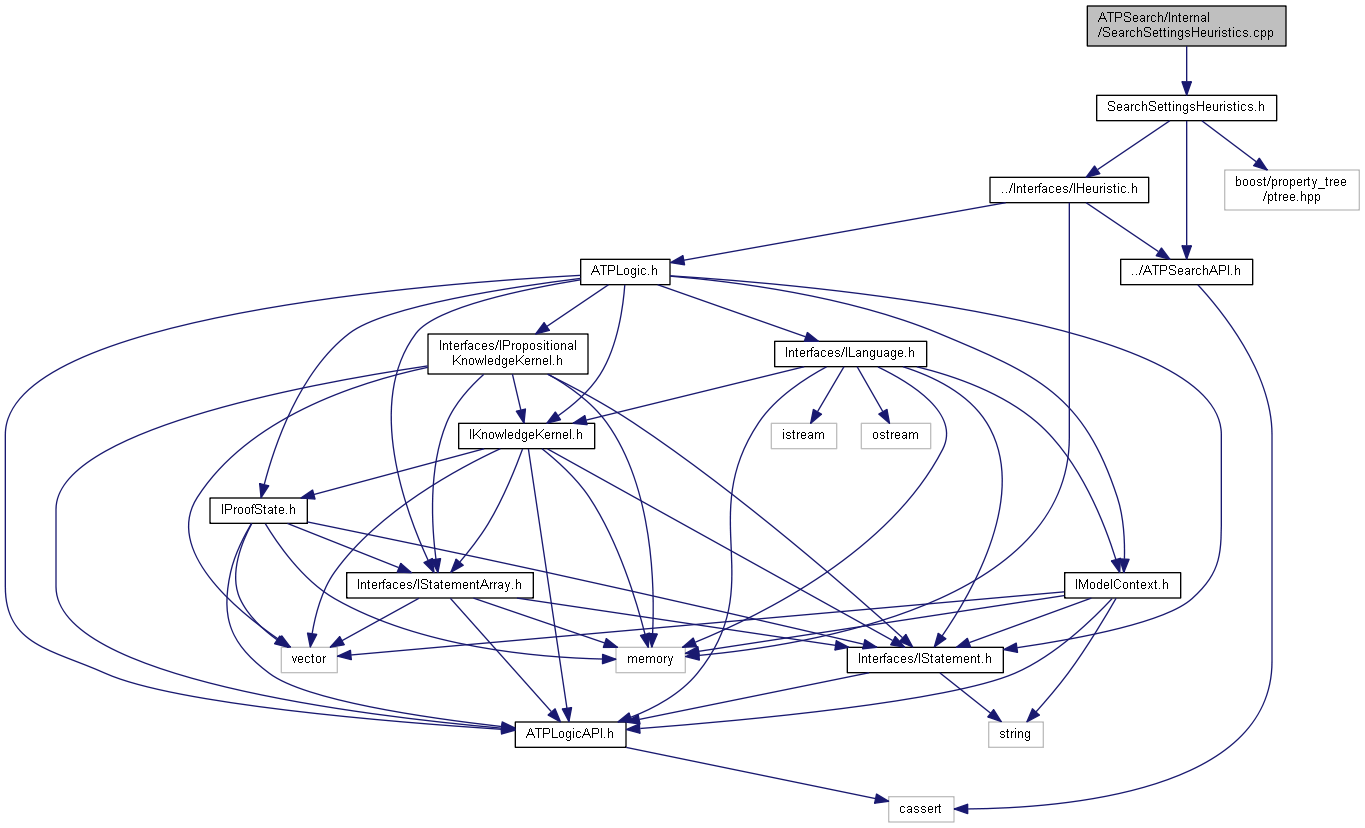 ATPSearch/Internal
/SearchSettingsHeuristics.cpp
SearchSettingsHeuristics.h
../Interfaces/IHeuristic.h
boost/property_tree
/ptree.hpp
ATPLogic.h
../ATPSearchAPI.h
Interfaces/IPropositional
KnowledgeKernel.h
Interfaces/ILanguage.h
IKnowledgeKernel.h
istream
ostream
IProofState.h
Interfaces/IStatementArray.h
IModelContext.h
vector
memory
Interfaces/IStatement.h
ATPLogicAPI.h
string
cassert